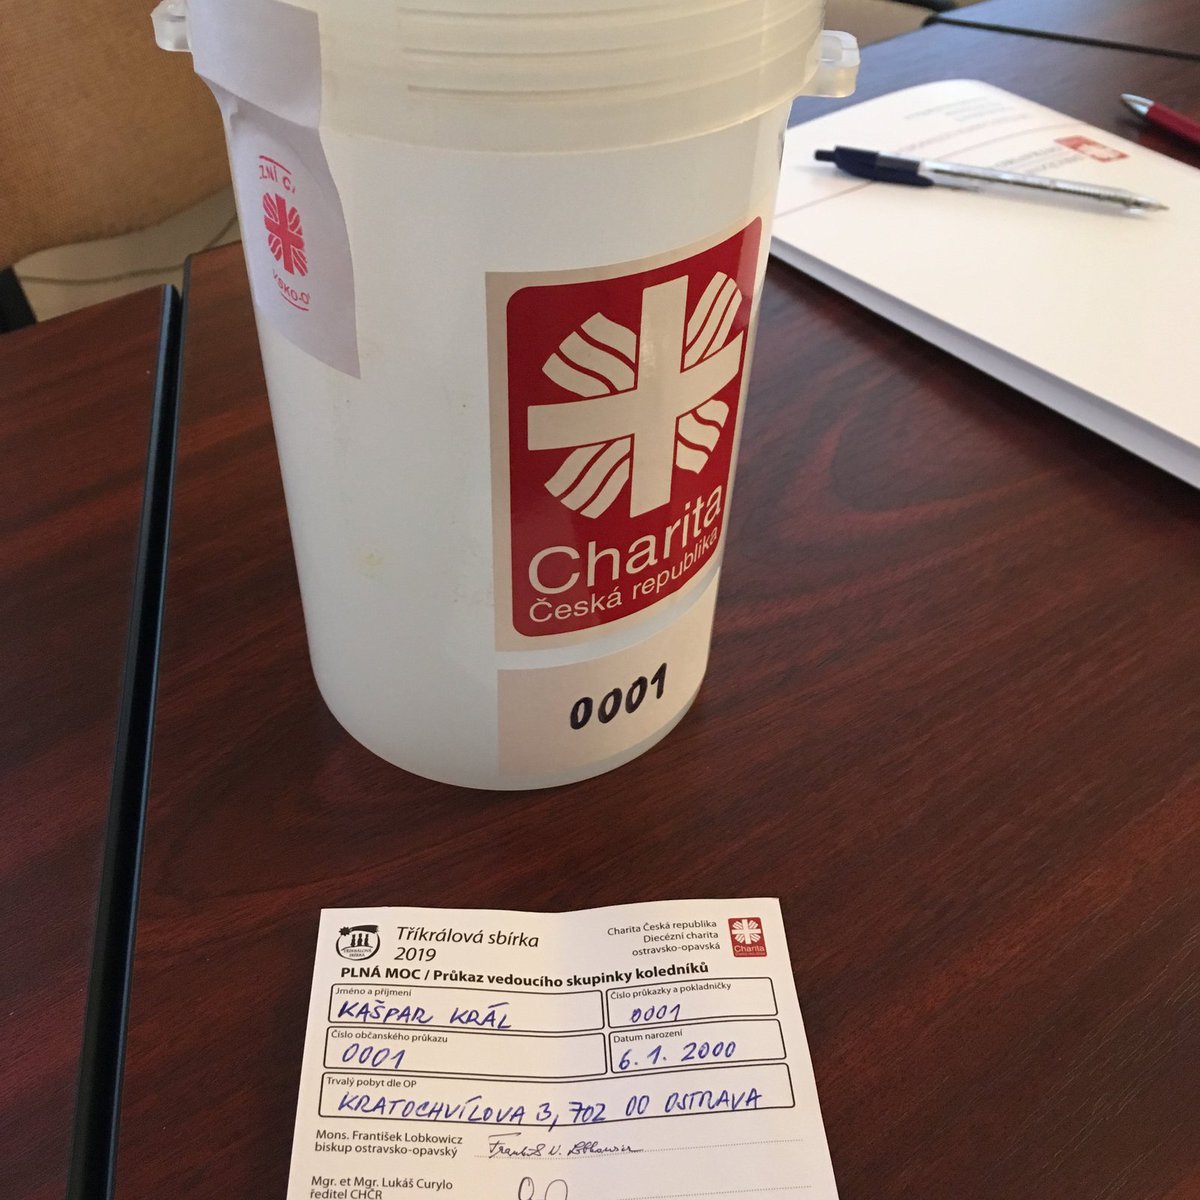 ZNÍ C
Charita
Česká republika
0001
Tříkrálová sbírka
2019
Charita Česká republika
Diecézní charita
ostravsko-opavská
Charita
PLNÁ MOC / Průkaz vedoucího skupinky koledníků
Jméno a příjmení
KAŠPAR KRÁL
Číslo průkazky a pokladničky
0001
Číslo občanského průkazu
0001
Datum narození
6. 1. 2000
Trvalý pobyt dle OP
KRATOCHVÍLOVA 3, 702 00 OSTRAVA
Mons. František Lobkowicz
biskup ostravsko-opavský
Mgr. et Mgr. Lukáš Curylo
ředitel CHČR